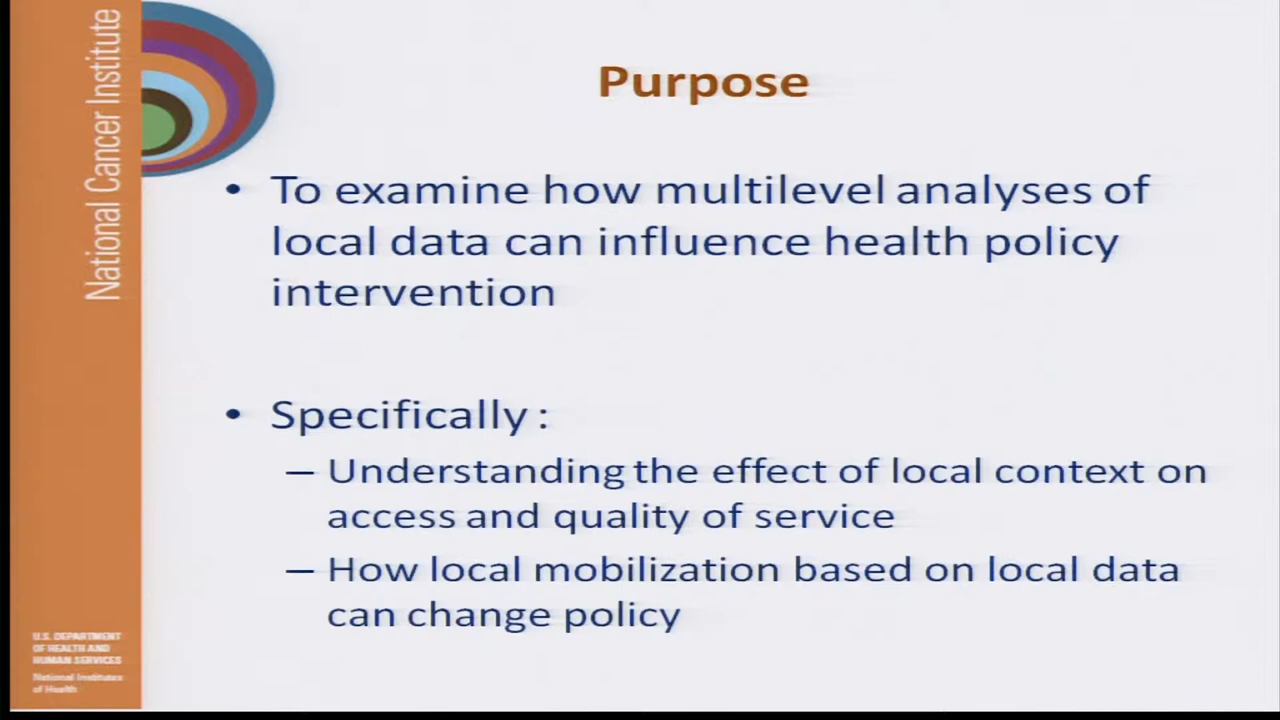 National Cancer Institute
Purpose
• To examine how multilevel analyses of
local data can influence health policy
intervention
• Specifically :
– Understanding the effect of local context on
access and quality of service
– How local mobilization based on local data
can change policy
U.S. DEPARTMENT
OF HEALTH AND
HUMAN SERVICES
National Institutes
of Health